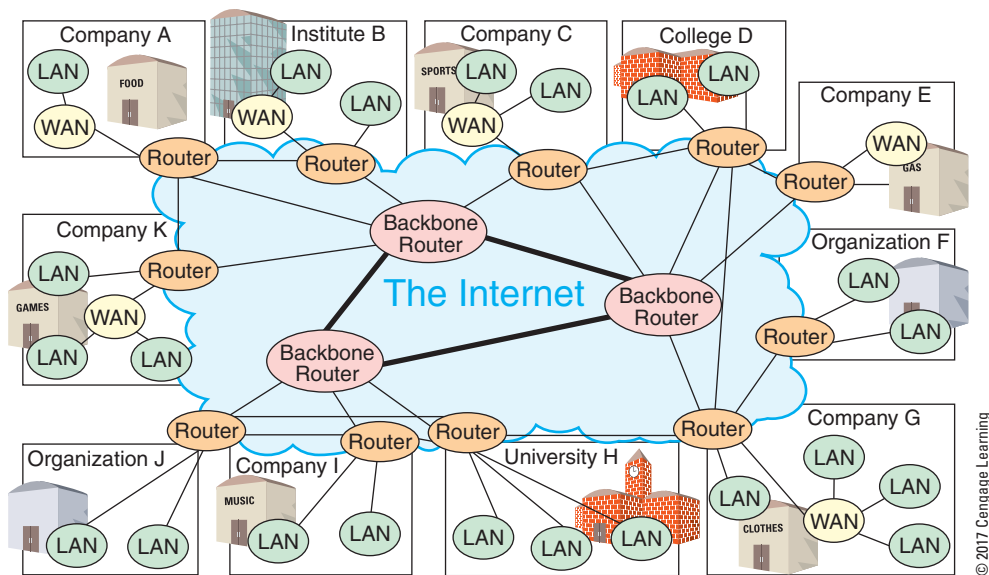 Company A
LAN
FOOD
WAN
Router
Institute B
LAN
LAN
WAN
Router
Company C
SPORTS
LAN
LAN
WAN
Router
College D
LAN
LAN
Router
Company E
WAN
GAS
Router
Company K
LAN
GAMES
WAN
LAN
LAN
Router
Backbone
Router
The Internet
Backbone
Router
Backbone
Router
Organization F
LAN
LAN
Router
Router
Organization J
LAN
LAN
Router
Company I
MUSIC
LAN
LAN
Router
University H
LAN
LAN
LAN
Router
Company G
LAN
LAN
LAN
WAN
CLOTHES
LAN
© 2017 Cengage Learning